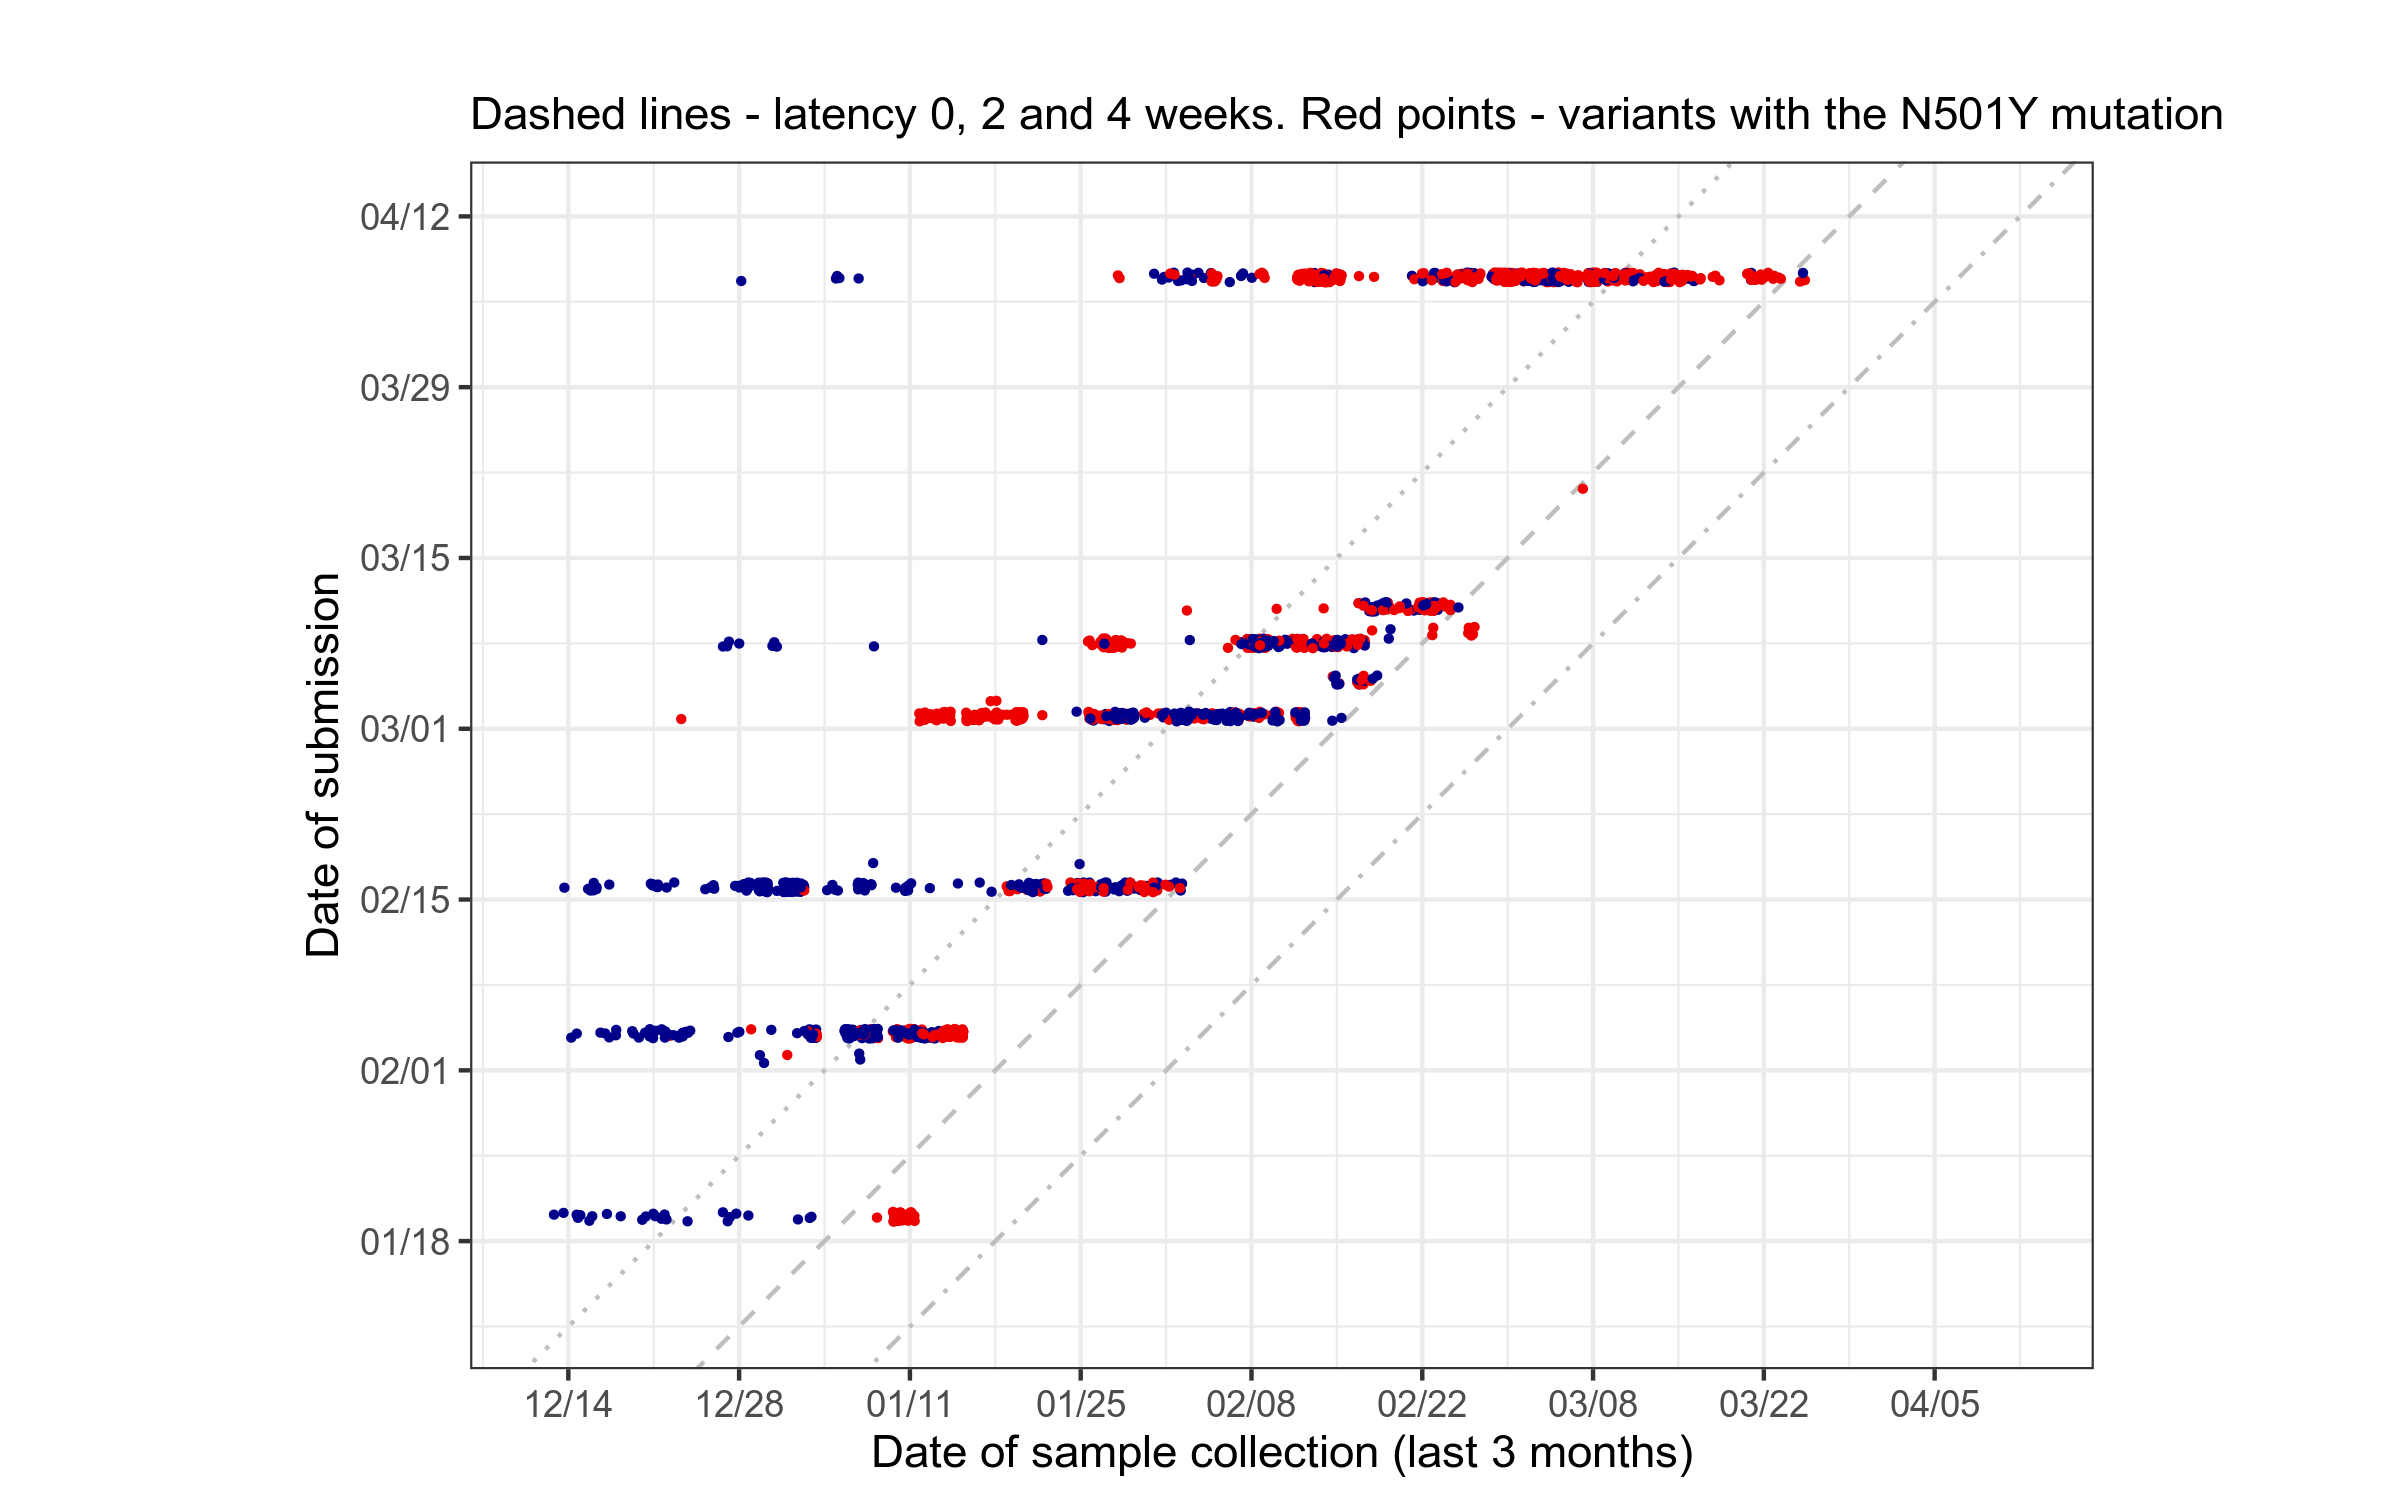 Dashed lines - latency 0, 2 and 4 weeks. Red points - variants with the N501Y mutation
Date of submission
04/12
03/29
03/15
03/01
02/15
02/01
01/18
12/14 12/28 01/11 01/25 02/08 02/22 03/08 03/22 04/05
Date of sample collection (last 3 months)